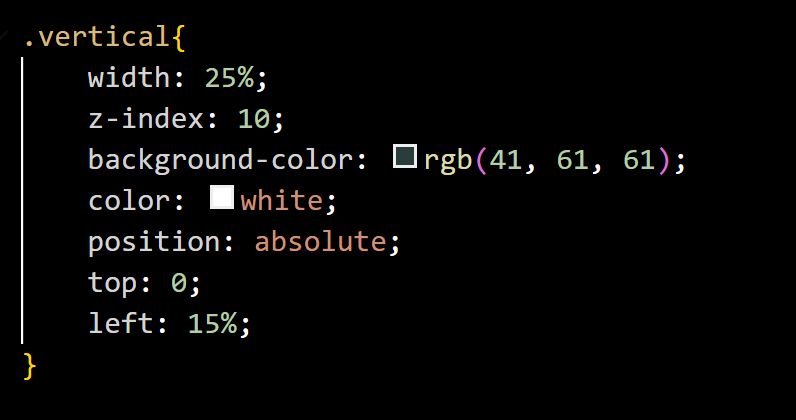 .vertical{
width: 25%;
z-index: 10;
background-color: rgb(41, 61, 61);
color: white;
position: absolute;
top: 0;
left: 15%;
}